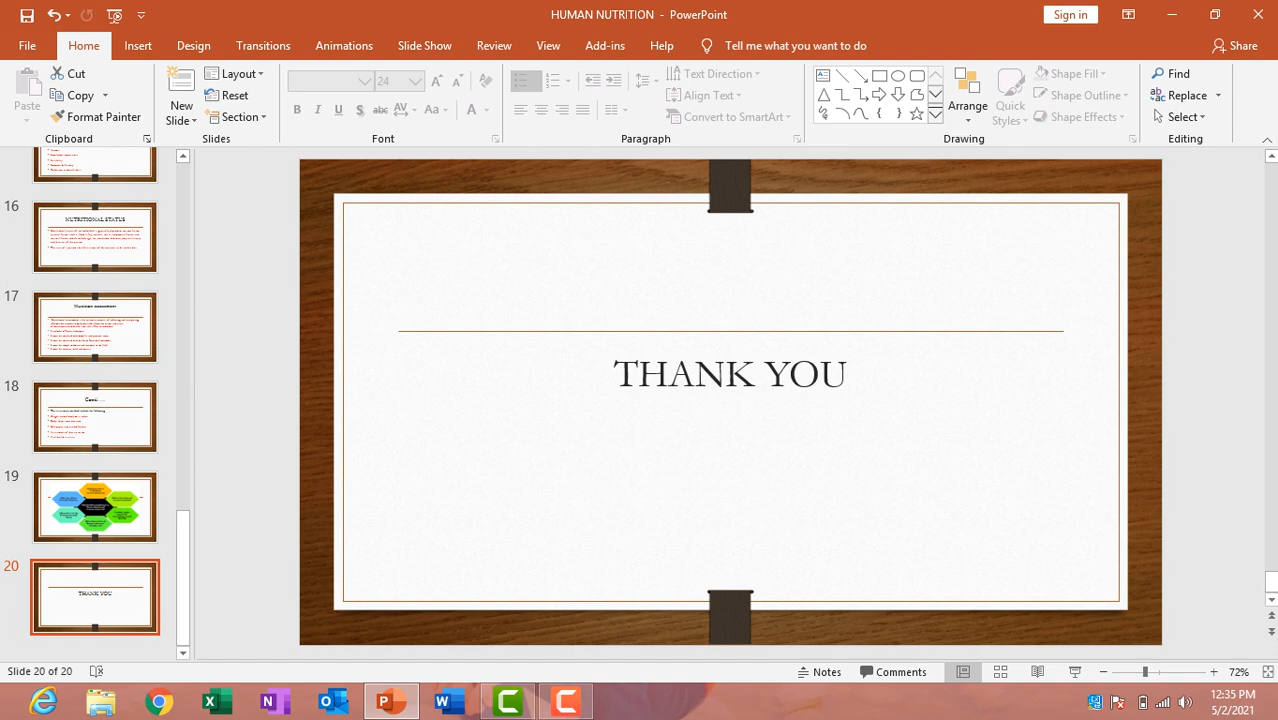 HUMAN NUTRITION - PowerPoint
Sign in
File Home Insert Design Transitions Animations Slide Show Review View Add-ins Help Tell me what you want to do Share
Paste
Cut
Copy
Format Painter
Clipboard
New Slide
Layout
Reset
Section
Slides
24
B I U S abc AV Aa A
Font
Text Direction
Align Text
Convert to SmartArt
Paragraph
Arrange
Quick Styles
Shape Fill
Shape Outline
Shape Effects
Drawing
Find
Replace
Select
Editing
16
NUTRITIONAL STATUS
17
18
19
20
THANK YOU
THANK YOU
Slide 20 of 20
Notes
Comments
72%
12:35 PM
5/2/2021